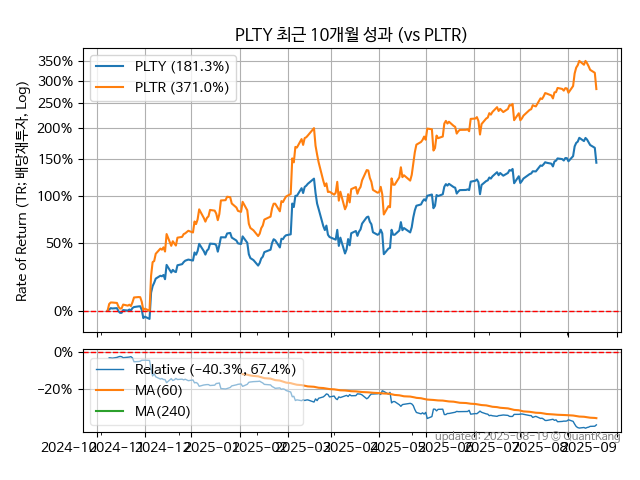 PLTY 최근 10개월 성과 (vs PLTR)
PLTY (181.3%)
PLTR (371.0%)
Rate of Return (TR: 배당재투자, Log)
350%
300%
250%
200%
150%
100%
50%
0%
0%
−20%
Relative (−40.3%, 67.4%)
MA(60)
MA(240)
updated: 2025-08-19 © QuantKang
2024-10
2024-11
2024-12
2025-01
2025-02
2025-03
2025-04
2025-05
2025-06
2025-07
2025-08
2025-09